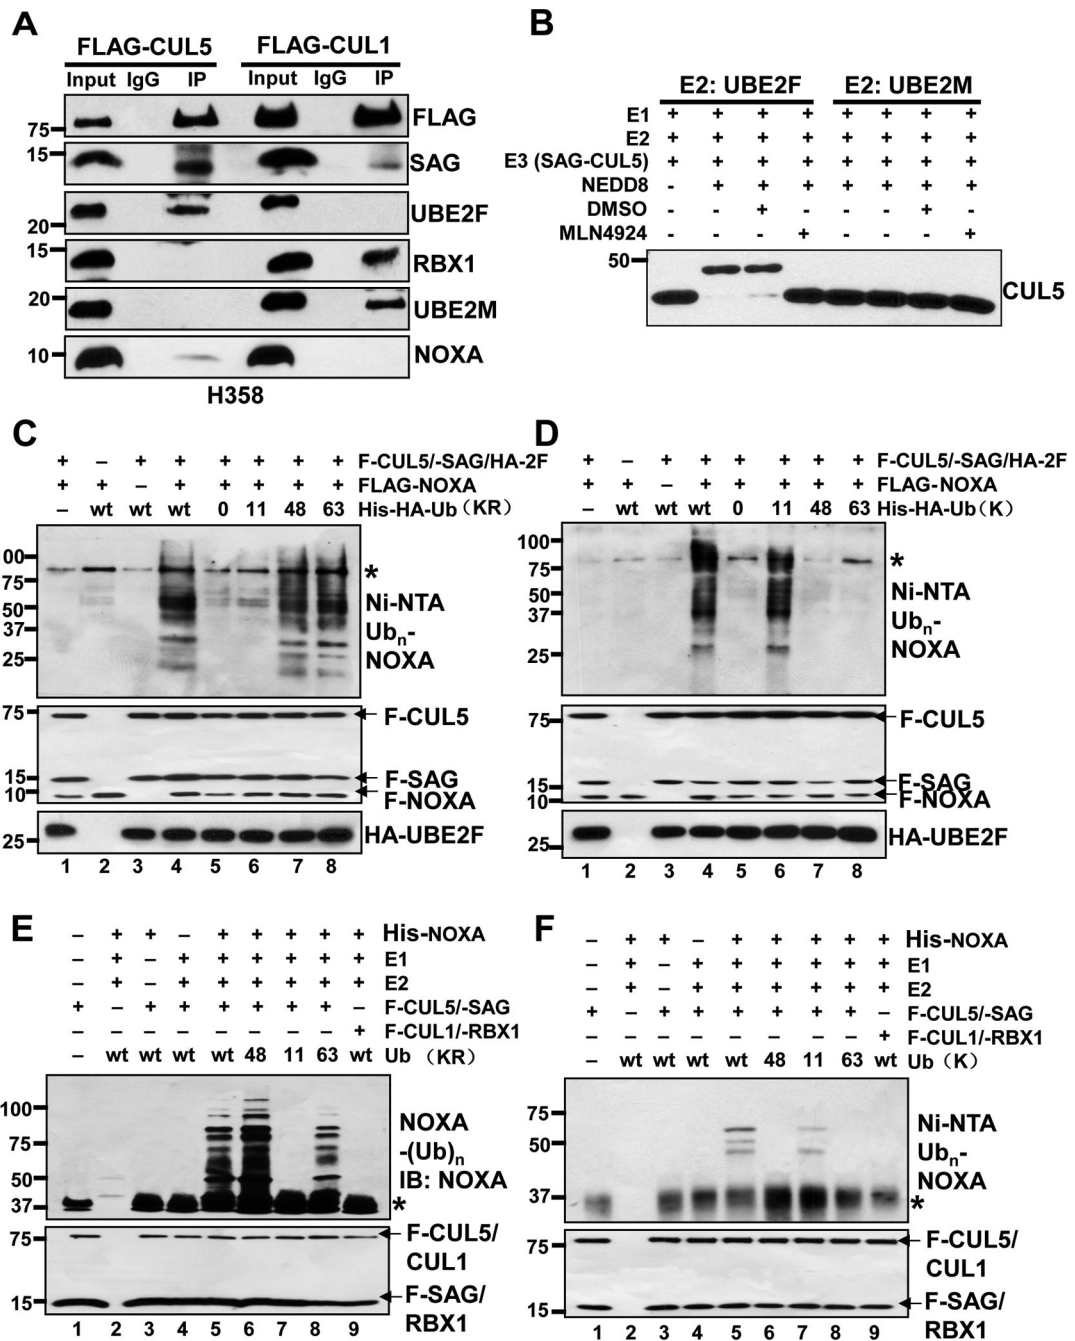 A
FLAG-CUL5 FLAG-CUL1
Input IgG IP Input IgG IP
75 FLAG
15 SAG
20 UBE2F
15 RBX1
20 UBE2M
10 NOXA
H358
B
E2: UBE2F E2: UBE2M
E1 + + + + + + + +
E2 + + + + + + + +
E3 (SAG-CUL5) + + + + + + + +
NEDD8 - + + + + + + +
DMSO - - + - - - + -
MLN4924 - - - + - - - +
50
CUL5
C
+ – + + + + + + F-CUL5/-SAG/HA-2F
+ + – + + + + + FLAG-NOXA
– wt wt wt 0 11 48 63 His-HA-Ub (KR)
00
75
50
37
25
*
Ni-NTA
Ubn-
NOXA
75 F-CUL5
15 F-SAG
10 F-NOXA
25 HA-UBE2F
1 2 3 4 5 6 7 8
D
+ – + + + + + + F-CUL5/-SAG/HA-2F
+ + – + + + + + FLAG-NOXA
– wt wt wt 0 11 48 63 His-HA-Ub (K)
100
75
50
37
25
*
Ni-NTA
Ubn-
NOXA
75 F-CUL5
15 F-SAG
10 F-NOXA
25 HA-UBE2F
1 2 3 4 5 6 7 8
E
– + + – + + + + + His-NOXA
– + – + + + + + + E1
– + – + + + + + + E2
+ – + + + + + + – F-CUL5/-SAG
– – – – – – – – + F-CUL1/-RBX1
– wt wt wt wt 48 11 63 wt Ub (KR)
100
75
50
37
NOXA
-(Ub)n
IB: NOXA
*
75 F-CUL5/
CUL1
15 F-SAG/
RBX1
1 2 3 4 5 6 7 8 9
F
– + + – + + + + + His-NOXA
– + – + + + + + + E1
– + – + + + + + + E2
+ – + + + + + + – F-CUL5/-SAG
– – – – – – – – + F-CUL1/-RBX1
– wt wt wt wt 48 11 63 wt Ub (K)
75
50
37
Ni-NTA
Ubn-
NOXA
*
75 F-CUL5/
CUL1
15 F-SAG/
RBX1
1 2 3 4 5 6 7 8 9